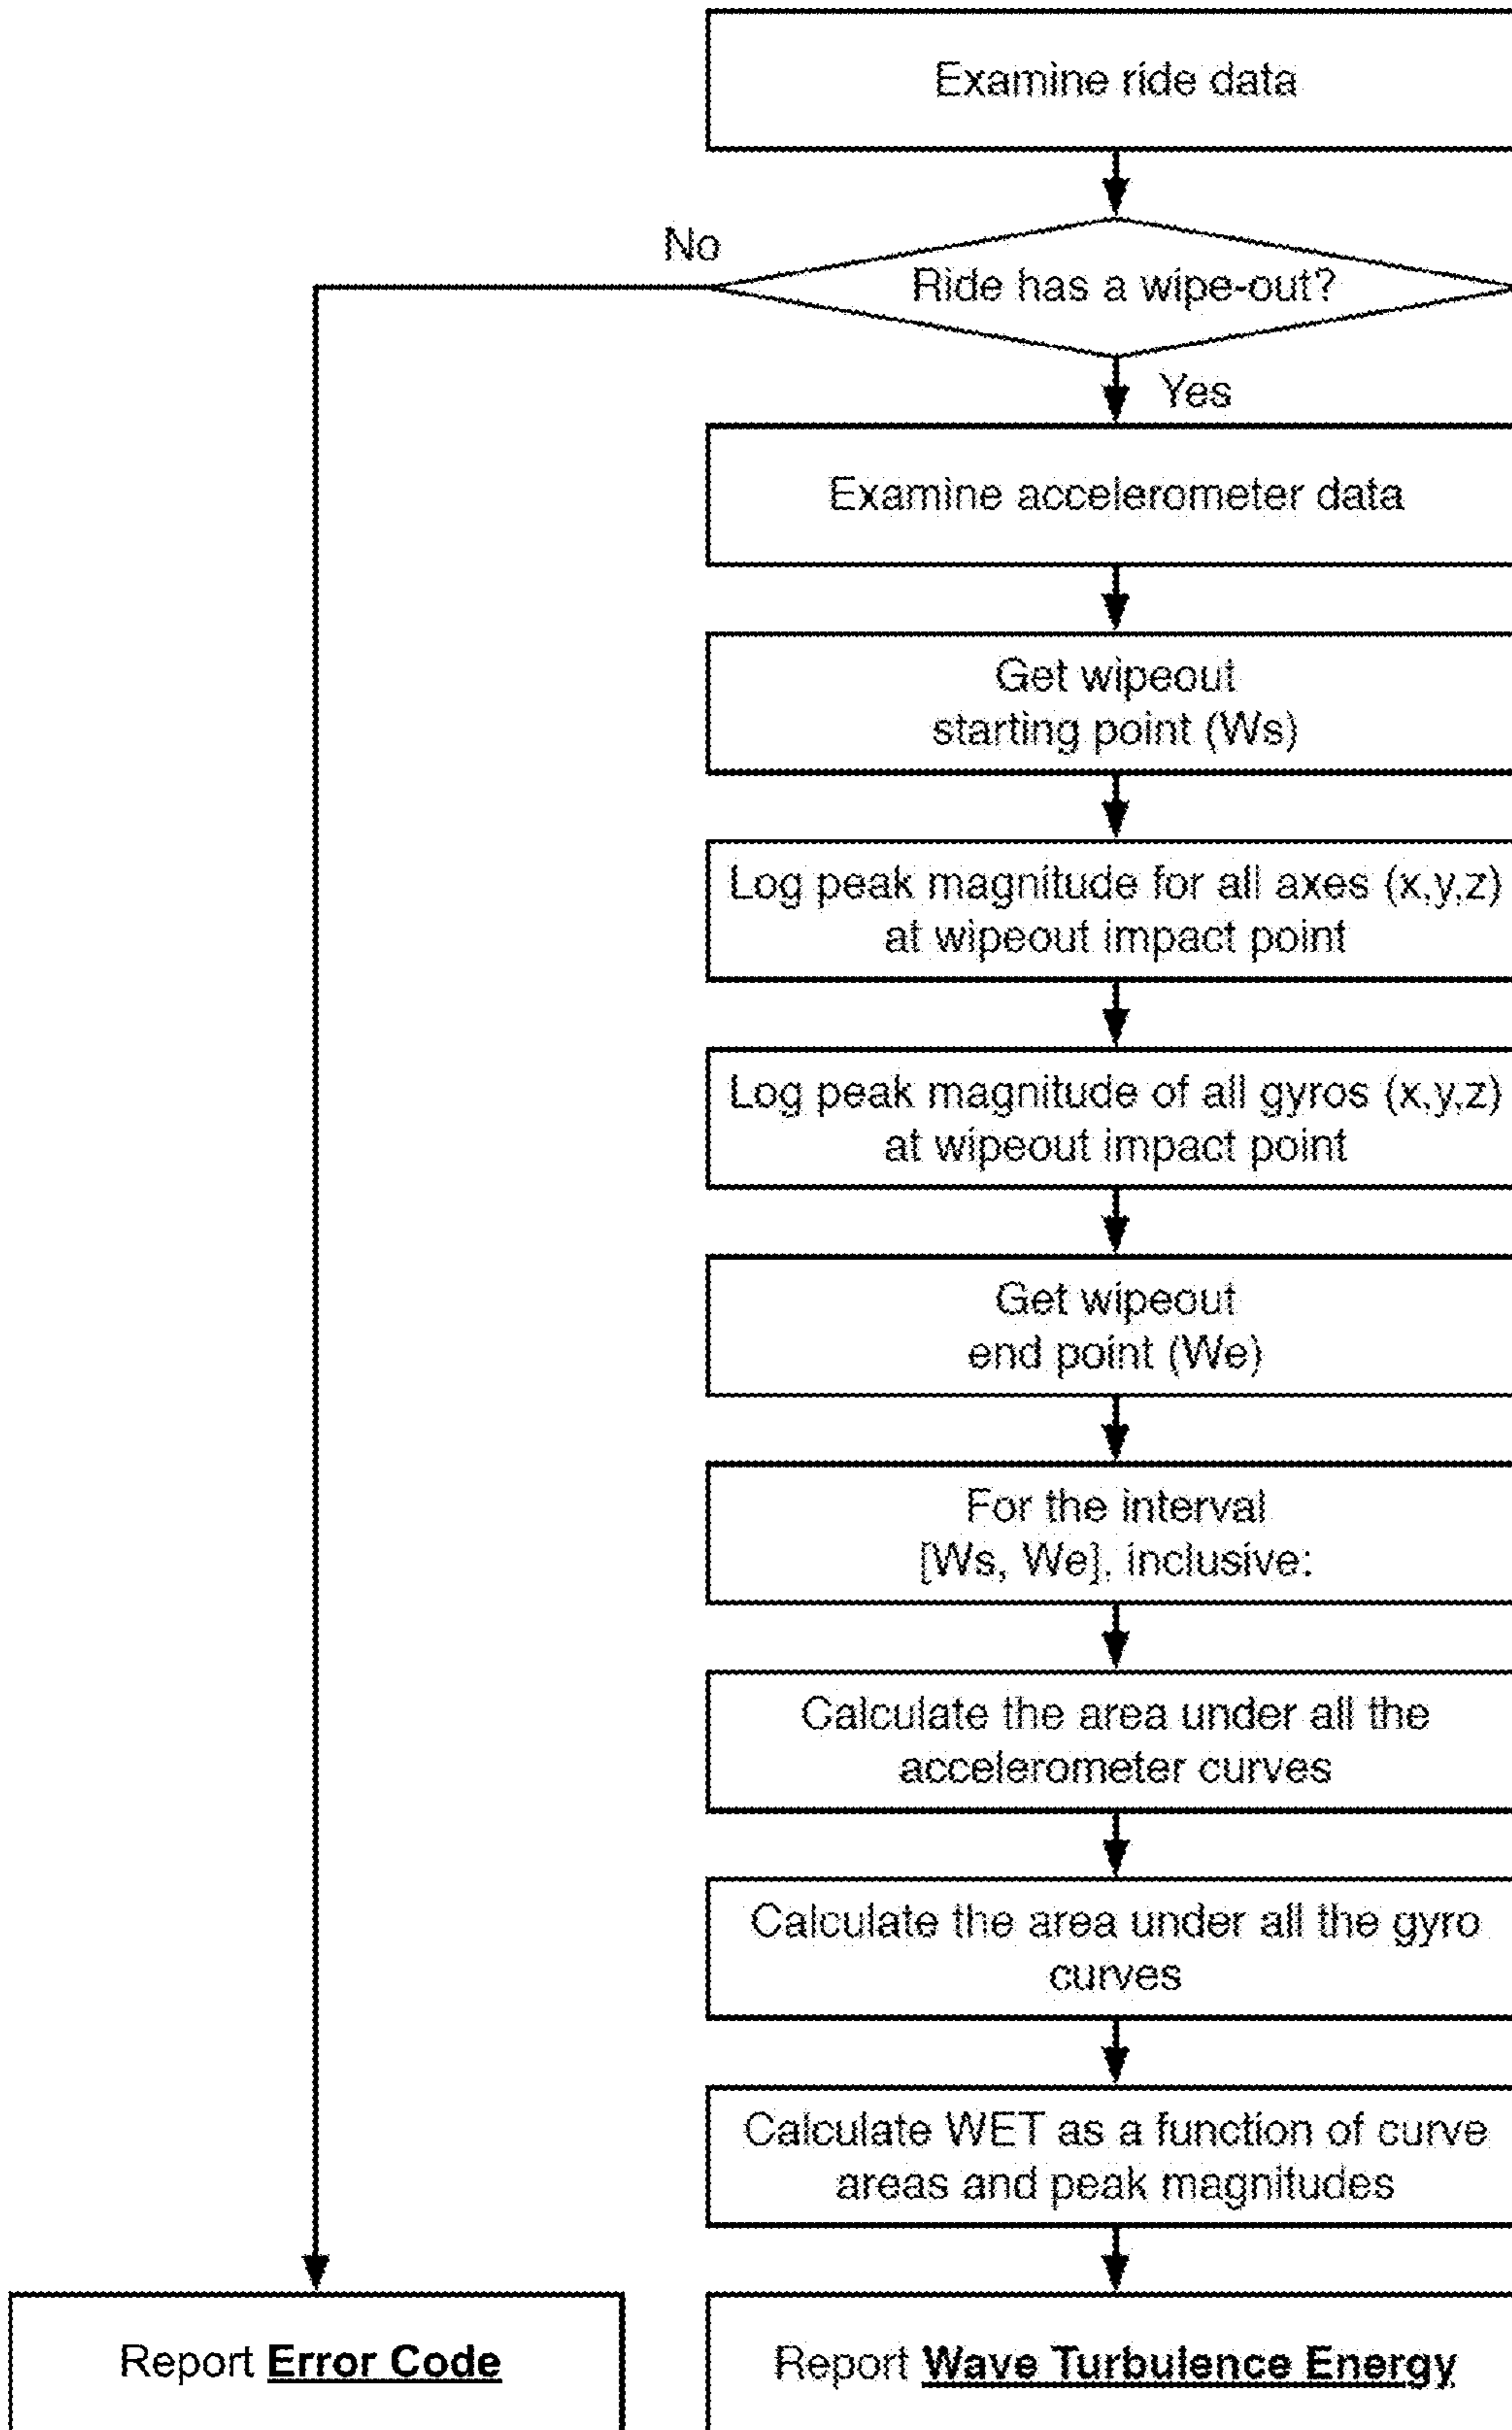 Examine ride data
No
Ride has a wipe-out?
Yes
Examine accelerometer data
Get wipeout
starting point (Ws)
Log peak magnitude for all axes (x,y,z)
at wipeout impact point
Log peak magnitude of all gyros (x,y,z)
at wipeout impact point
Get wipeout
end point (We)
For the interval
[Ws, We], inclusive:
Calculate the area under all the
accelerometer curves
Calculate the area under all the gyro
curves
Calculate WET as a function of curve
areas and peak magnitudes
Report Error Code
Report Wave Turbulence Energy